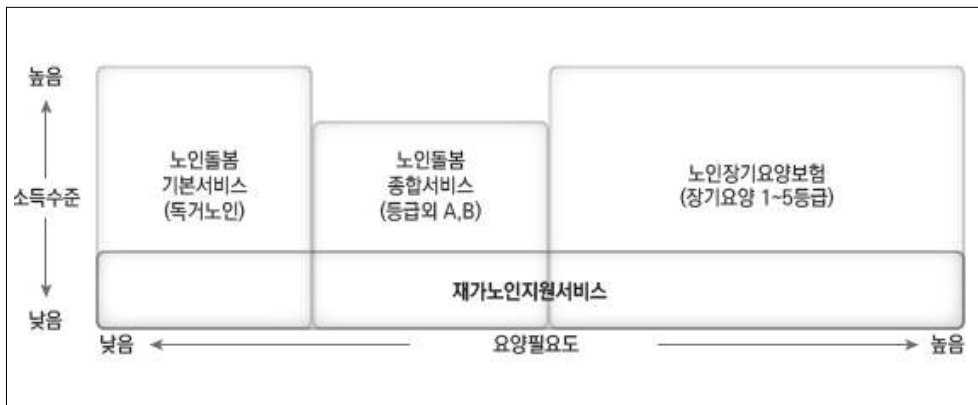 높음
소득수준
낮음
노인돌봄
기본서비스
(독거노인)
노인돌봄
종합서비스
(등급외 A,B)
노인장기요양보험
(장기요양 1~5등급)
재가노인지원서비스
낮음
요양필요도
높음